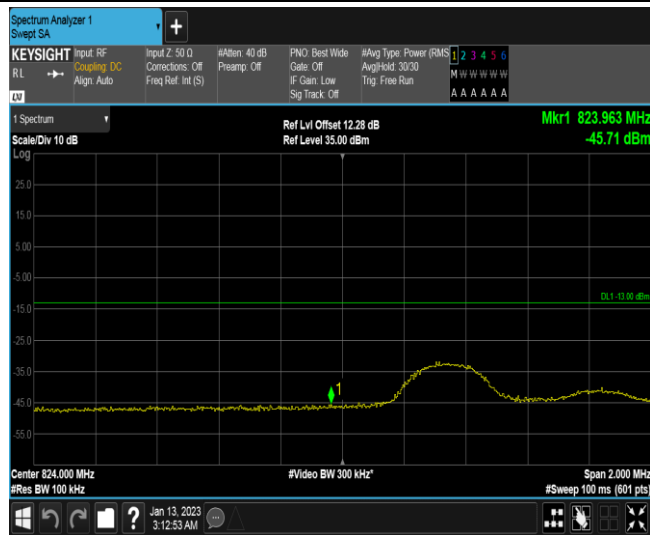 Spectrum Analyzer 1
Swept SA
+
KEYSIGHT
RL
Input: RF
Coupling: DC
Align: Auto
Input Z: 50 Ω
Corrections: Off
Freq Ref: Int (S)
#Atten: 40 dB
Preamp: Off
PNO: Best Wide
Gate: Off
IF Gain: Low
Sig Track: Off
#Avg Type: Power (RMS
Avg|Hold: 30/30
Trig: Free Run
1 2 3 4 5 6
M W W W W W
A A A A A A
1 Spectrum
Scale/Div 10 dB
Log
Ref Lvl Offset 12.28 dB
Ref Level 35.00 dBm
Mkr1 823.963 MHz
-45.71 dBm
25.0
15.0
5.00
-5.00
DL1 -13.00 dBm
-15.0
-25.0
-35.0
1
-45.0
-55.0
Center 824.000 MHz
#Res BW 100 kHz
#Video BW 300 kHz*
Span 2.000 MHz
#Sweep 100 ms (601 pts)
?
Jan 13, 2023
3:12:53 AM